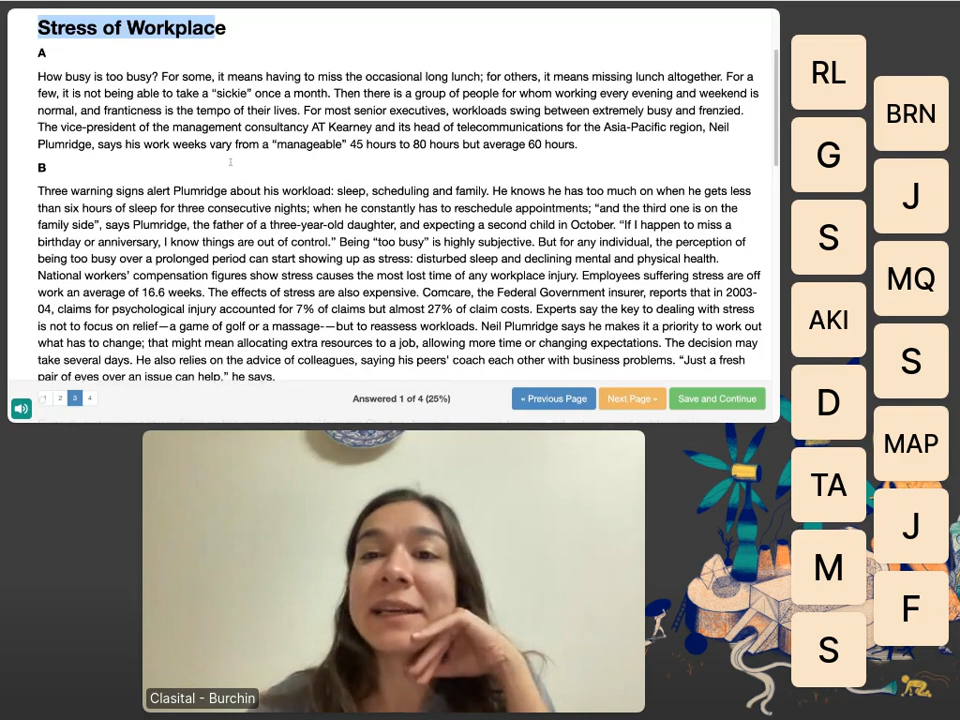 Stress of Workplace
A
How busy is too busy? For some, it means having to miss the occasional long lunch; for others, it means missing lunch altogether. For a
few, it is not being able to take a “sickie” once a month. Then there is a group of people for whom working every evening and weekend is
normal, and franticness is the tempo of their lives. For most senior executives, workloads swing between extremely busy and frenzied.
The vice-president of the management consultancy AT Kearney and its head of telecommunications for the Asia-Pacific region, Neil
Plumridge, says his work weeks vary from a “manageable” 45 hours to 80 hours but average 60 hours.
B
Three warning signs alert Plumridge about his workload: sleep, scheduling and family. He knows he has too much on when he gets less
than six hours of sleep for three consecutive nights; when he constantly has to reschedule appointments; “and the third one is on the
family side”, says Plumridge, the father of a three-year-old daughter, and expecting a second child in October. “If I happen to miss a
birthday or anniversary, I know things are out of control.” Being “too busy” is highly subjective. But for any individual, the perception of
being too busy over a prolonged period can start showing up as stress: disturbed sleep and declining mental and physical health.
National workers’ compensation figures show stress causes the most lost time of any workplace injury. Employees suffering stress are off
work an average of 16.6 weeks. The effects of stress are also expensive. Comcare, the Federal Government insurer, reports that in 2003-
04, claims for psychological injury accounted for 7% of claims but almost 27% of claim costs. Experts say the key to dealing with stress
is not to focus on relief—a game of golf or a massage-—but to reassess workloads. Neil Plumridge says he makes it a priority to work out
what has to change; that might mean allocating extra resources to a job, allowing more time or changing expectations. The decision may
take several days. He also relies on the advice of colleagues, saying his peers’ coach each other with business problems. “Just a fresh
pair of eyes over an issue can help,” he says.
1 2 3 4
Answered 1 of 4 (25%)
« Previous Page
Next Page »
Save and Continue
Clasital - Burchin
RL
G
S
AKI
D
TA
M
S
BRN
J
MQ
S
MAP
J
F